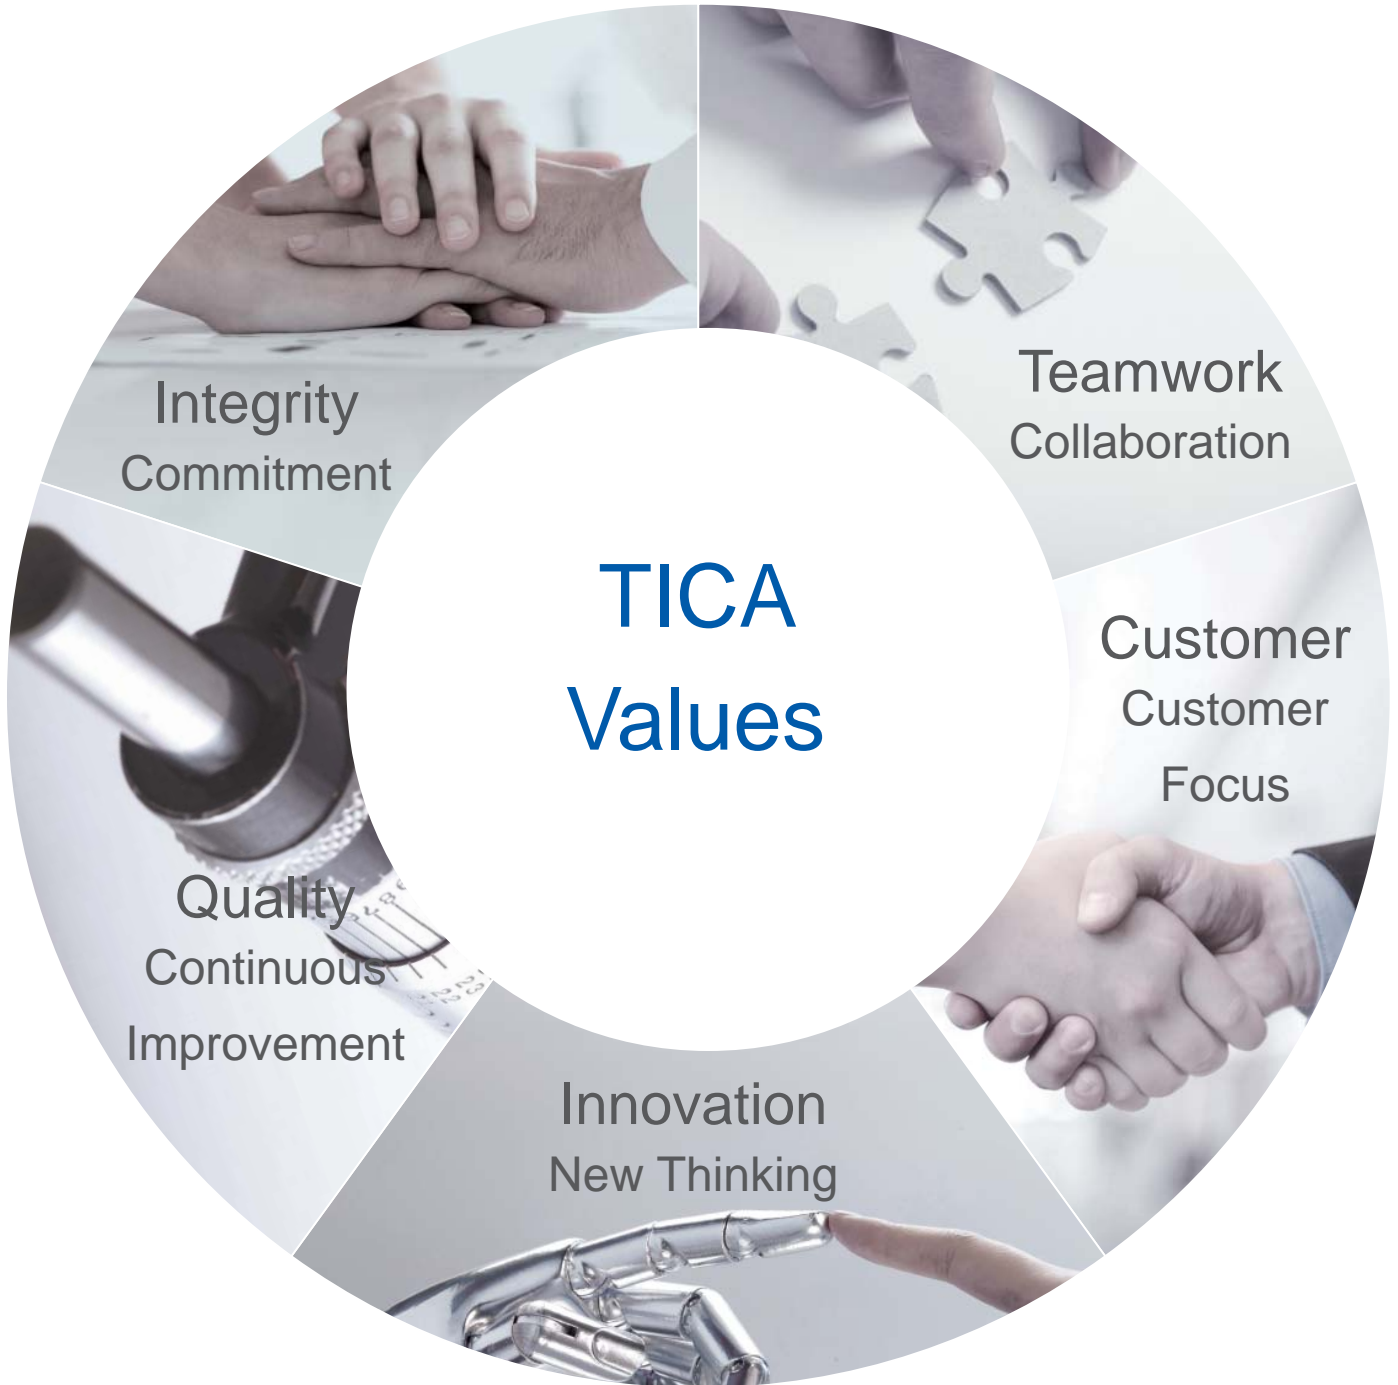 TICA
Values
Teamwork
Collaboration
Customer
Customer
Focus
Innovation
New Thinking
Quality
Continuous
Improvement
Integrity
Commitment